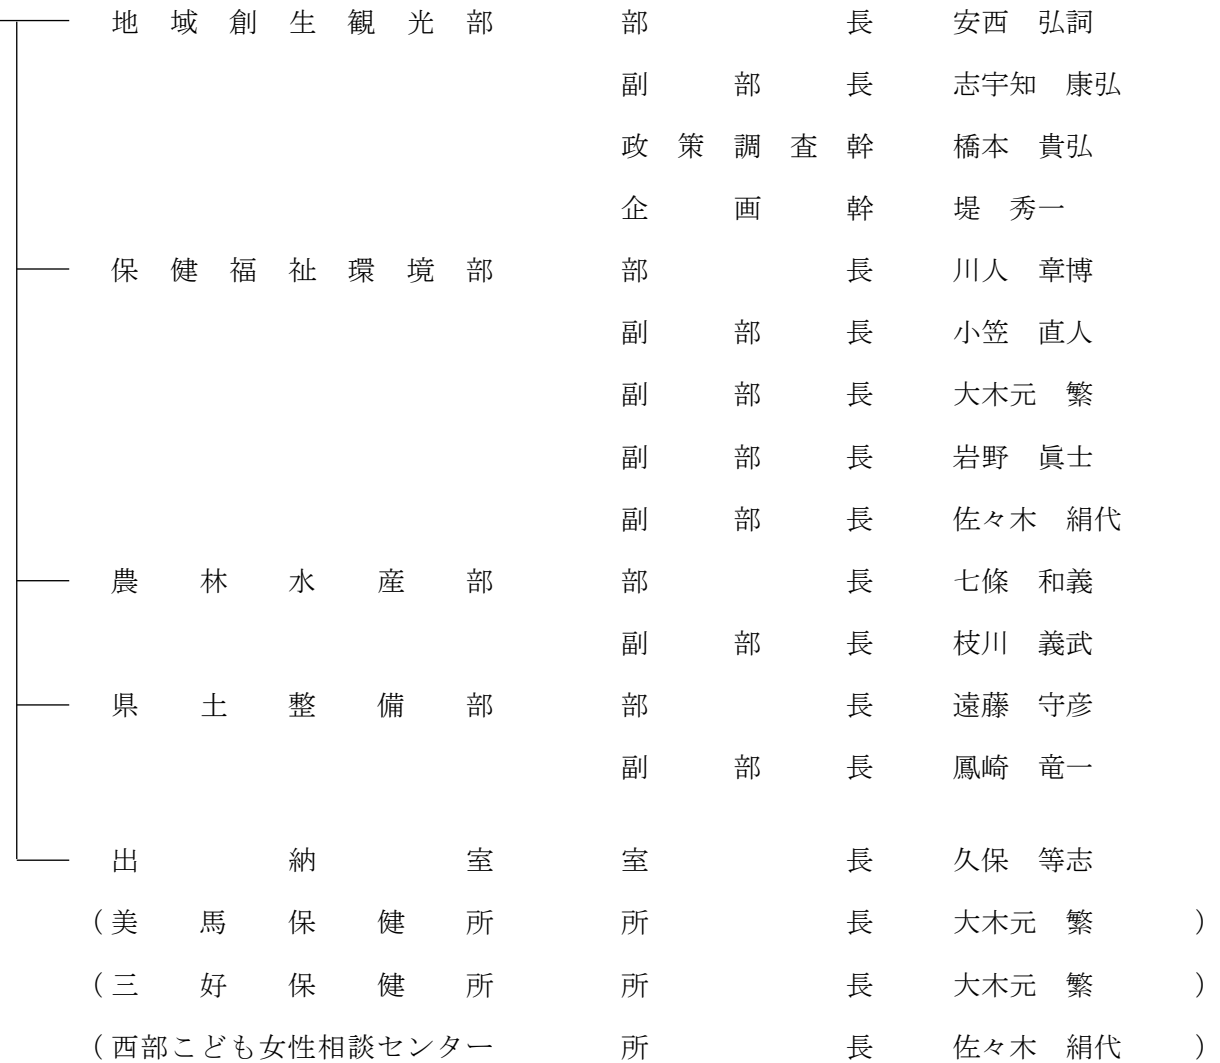 地域創生観光部 部長 安西 弘詞
副部長 志宇知 康弘
政策調査幹 橋本 貴弘
企画幹 堤 秀一
保健福祉環境部 部長 川人 章博
副部長 小笠 直人
副部長 大木元 繁
副部長 岩野 眞士
副部長 佐々木 絹代
農林水産部 部長 七條 和義
副部長 枝川 義武
県土整備部 部長 遠藤 守彦
副部長 鳳崎 竜一
出納室 室長 久保 等志
(美馬保健所 所長 大木元 繁)
(三好保健所 所長 大木元 繁)
(西部こども女性相談センター 所長 佐々木 絹代)